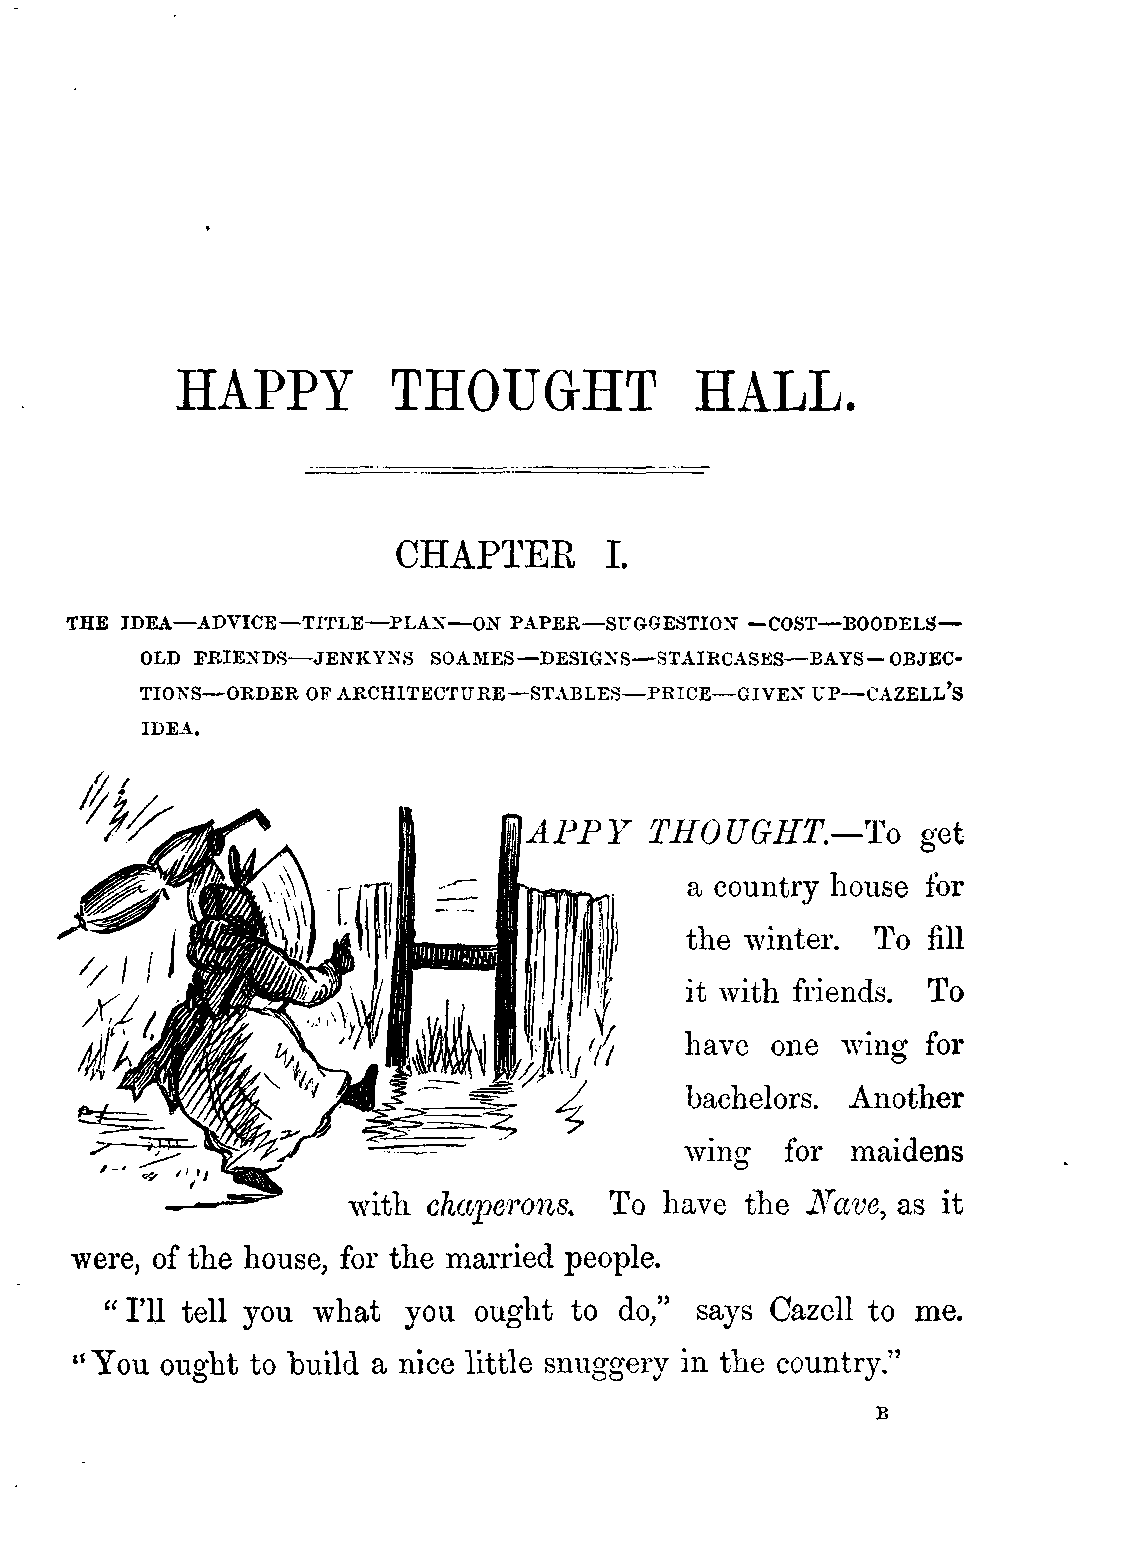 HAPPY THOUGHT HALL.
CHAPTER I.
THE IDEA—ADVICE—TITLE—PLAN—ON PAPER—SUGGESTION—COST—BOODELS—
OLD FRIENDS—JENKYNS SOAMES—DESIGNS—STAIRCASES—BAYS—OBJEC-
TIONS—ORDER OF ARCHITECTURE—STABLES—PRICE—GIVEN UP—CAZELL'S
IDEA.
HAPPY THOUGHT.—To get
a country house for
the winter. To fill
it with friends. To
have one wing for
bachelors. Another
wing for maidens
with chaperons. To have the Nave, as it
were, of the house, for the married people.
“I'll tell you what you ought to do,” says Cazell to me.
“You ought to build a nice little snuggery in the country.”
B